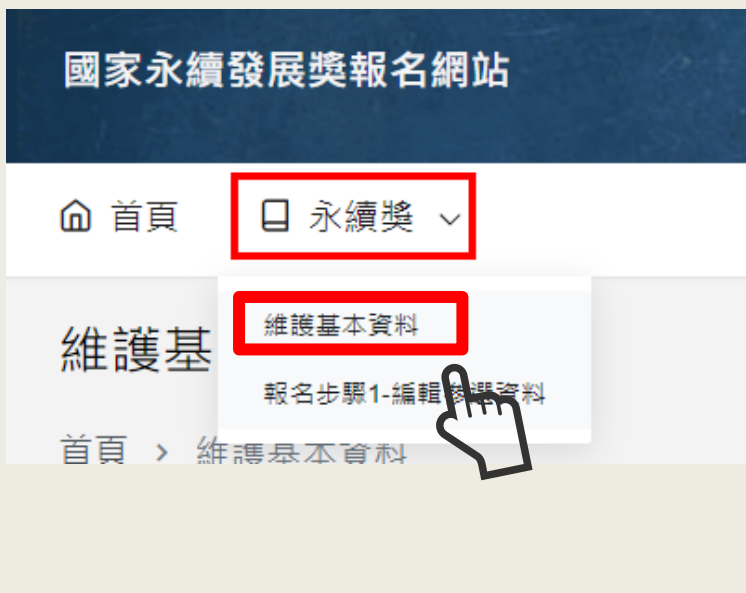 國家永續發展獎報名網站
首頁 永續獎
維護基
維護基本資料
報名步驟1-編輯參選資料
首頁 > 維護基本資料